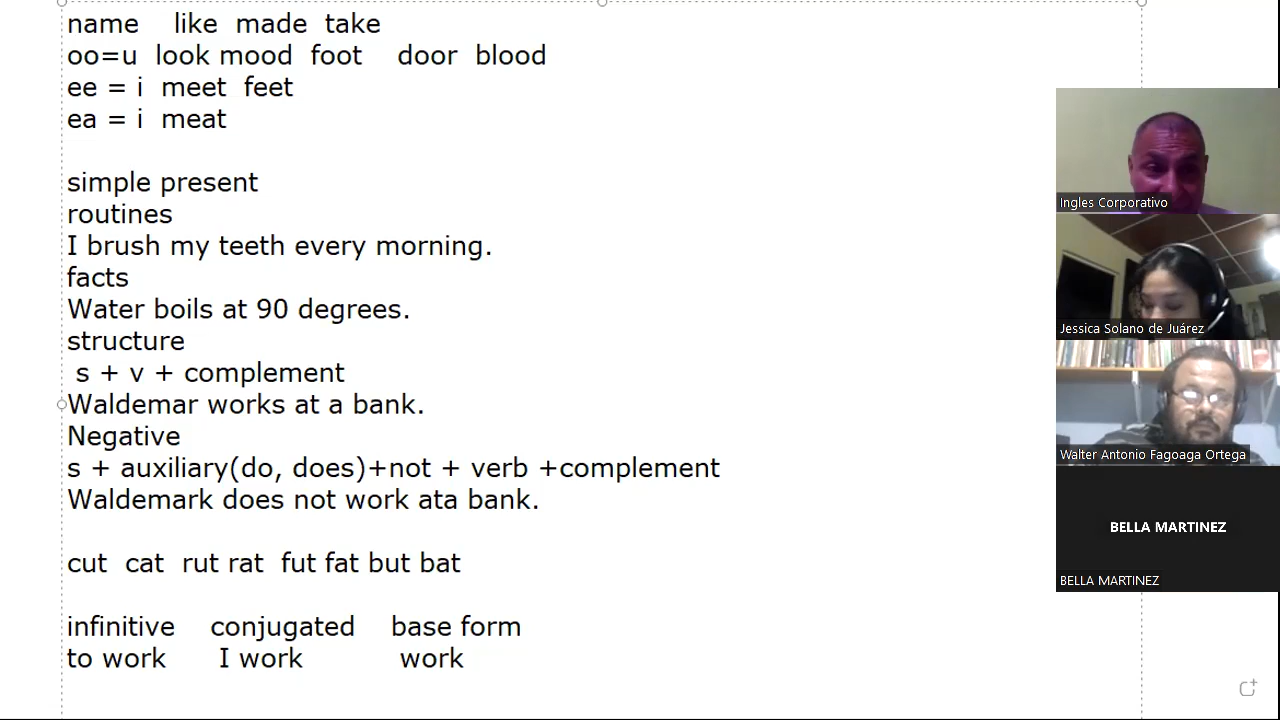 name like made take
oo=u look mood foot door blood
ee = i meet feet
ea = i meat
simple present
routines
I brush my teeth every morning.
facts
Water boils at 90 degrees.
structure
s + v + complement
Waldemar works at a bank.
Negative
s + auxiliary(do, does)+not + verb +complement
Waldemark does not work ata bank.
cut cat rut rat fut fat but bat
infinitive conjugated base form
to work I work work
Ingles Corporativo
Jessica Solano de Juárez
Walter Antonio Fagoaga Ortega
BELLA MARTINEZ
BELLA MARTINEZ